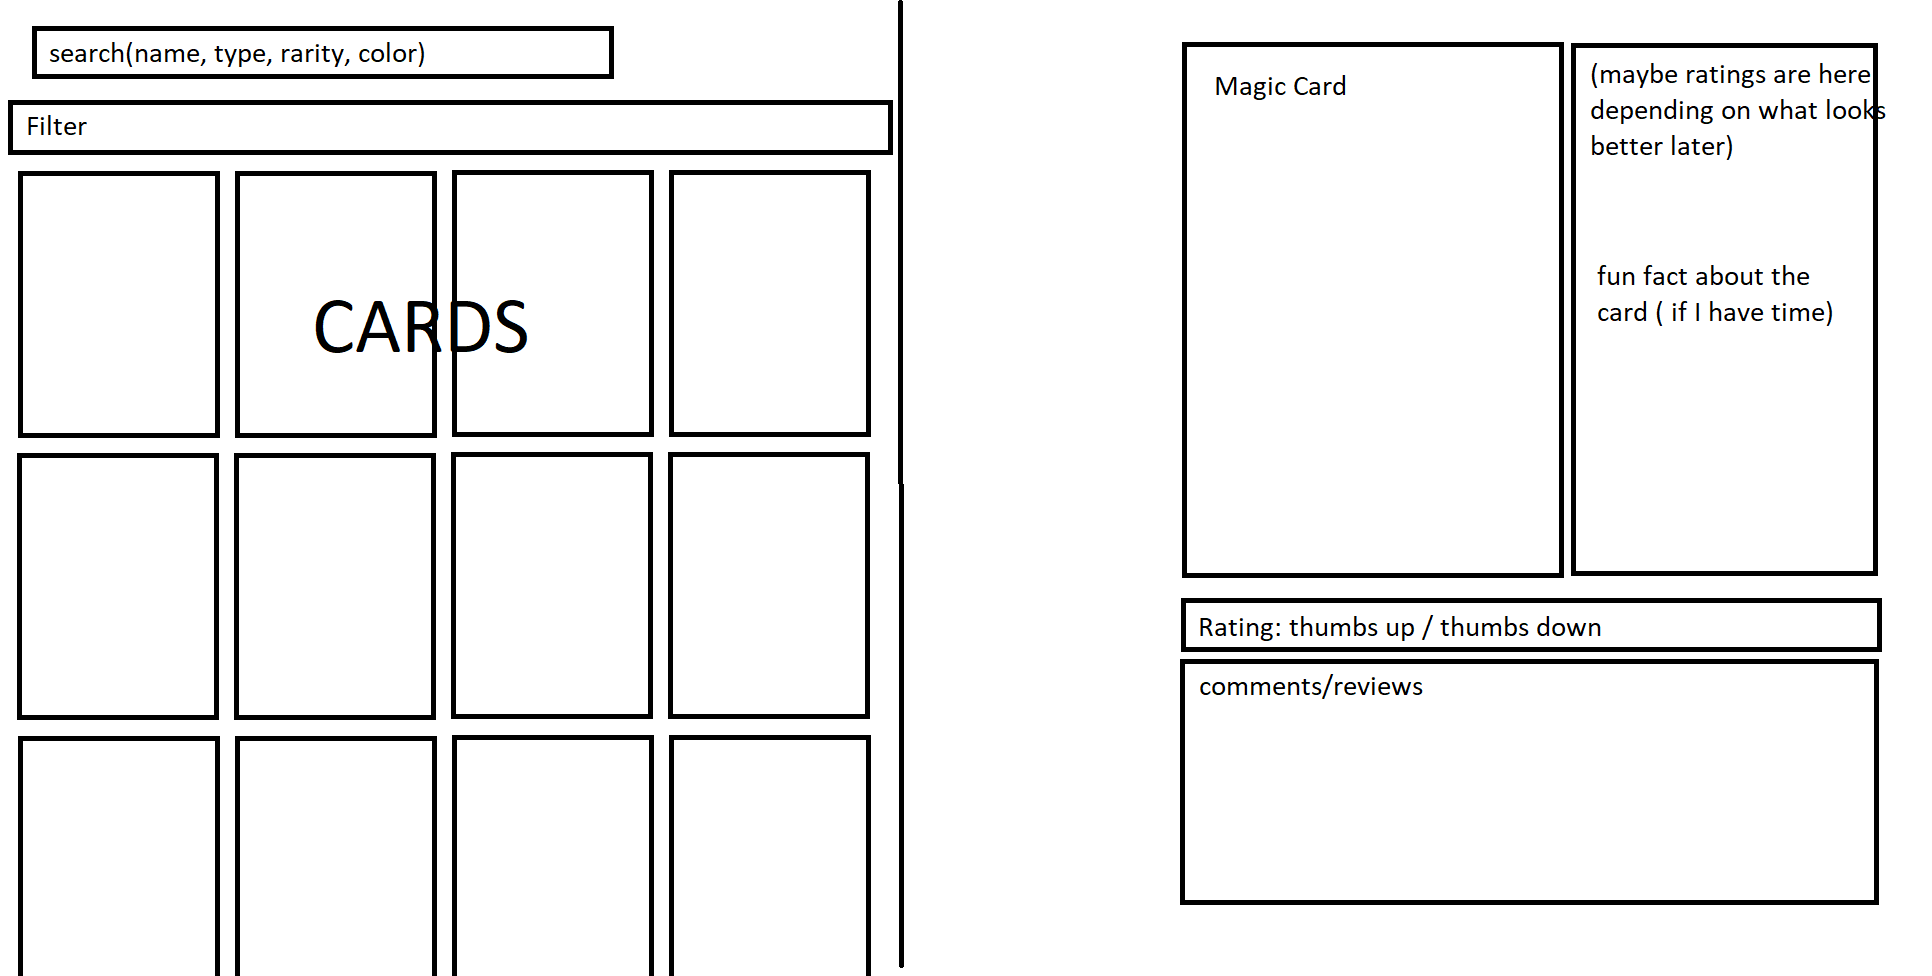 search(name, type, rarity, color)
Filter
CARDS
Magic Card
(maybe ratings are here
depending on what looks
better later)
fun fact about the
card ( if I have time)
Rating: thumbs up / thumbs down
comments/reviews